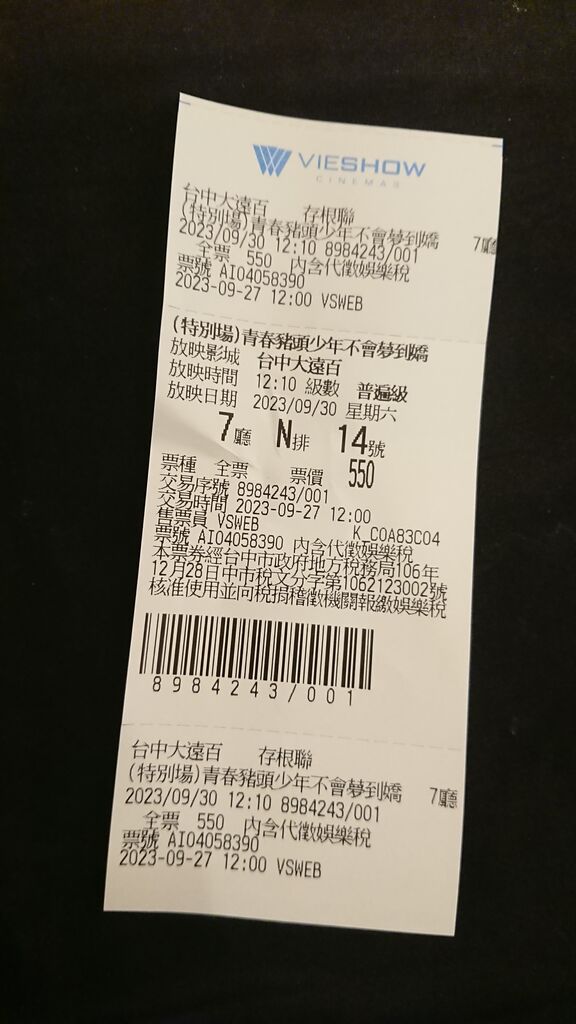 VIESHOW
CINEMAS
台中大遠百 存根聯
(特別場)青春豬頭少年不會夢到嬌 7廳
2023/09/30 12:10 8984243/001
全票 550 內含代徵娛樂稅
票號 AI04058390
2023-09-27 12:00 VSWEB
(特別場)青春豬頭少年不會夢到嬌
放映影城 台中大遠百
放映時間 12:10 級數 普遍級
放映日期 2023/09/30 星期六
7廳 N排 14號
票種 全票 票價 550
交易序號 8984243/001
交易時間 2023-09-27 12:00
售票員 VSWEB K_C0A83C04
票號 AI04058390 內含代徵娛樂稅
本票券經台中市政府地方稅務局106年
12月28日中市稅文分字第1062123002號
核准使用並向稅捐稽徵機關報繳娛樂稅
8984243/001
台中大遠百 存根聯
(特別場)青春豬頭少年不會夢到嬌 7廳
2023/09/30 12:10 8984243/001
全票 550 內含代徵娛樂稅
票號 AI04058390
2023-09-27 12:00 VSWEB